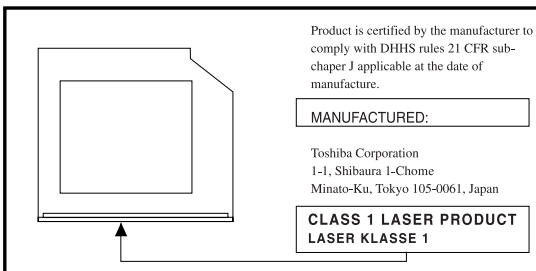 Product is certified by the manufacturer to
comply with DHHS rules 21 CFR sub-
chaper J applicable at the date of
manufacture.
MANUFACTURED:
Toshiba Corporation
1-1, Shibaura 1-Chome
Minato-Ku, Tokyo 105-0061, Japan
CLASS 1 LASER PRODUCT
LASER KLASSE 1